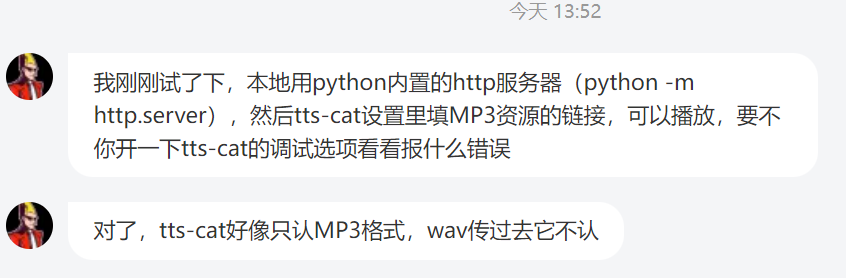 今天 13:52
我刚刚试了下，本地用python内置的http服务器（python -m
http.server），然后tts-cat设置里填MP3资源的链接，可以播放，要不
你开一下tts-cat的调试选项看看报什么错误
对了，tts-cat好像只认MP3格式，wav传过去它不认